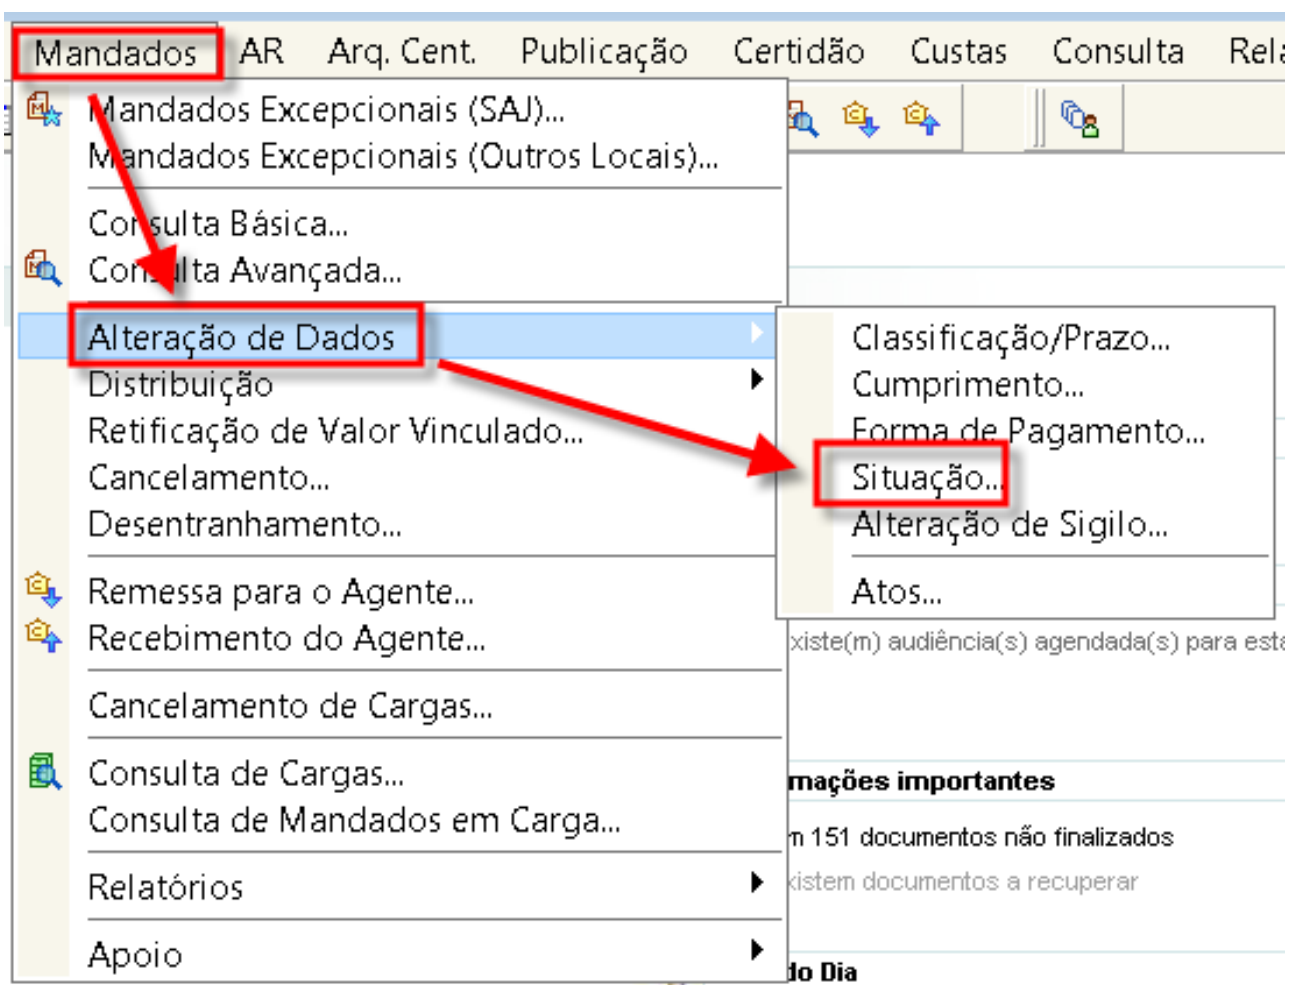 Mandados AR Arq. Cent. Publicação Certidão Custas Consulta
Mandados Excepcionais (SAJ)...
Mandados Excepcionais (Outros Locais)...
Consulta Básica...
Consulta Avançada...
Alteração de Dados
Distribuição
Retificação de Valor Vinculado...
Cancelamento...
Desentranhamento...
Remessa para o Agente...
Recebimento do Agente...
Cancelamento de Cargas...
Consulta de Cargas...
Consulta de Mandados em Carga...
Relatórios
Apoio
Classificação/Prazo...
Cumprimento...
Forma de Pagamento...
Situação...
Alteração de Sigilo...
Atos...
xiste(m) audiência(s) agendada(s) para esta
rmações importantes
m 151 documentos não finalizados
xistem documentos a recuperar
do Dia